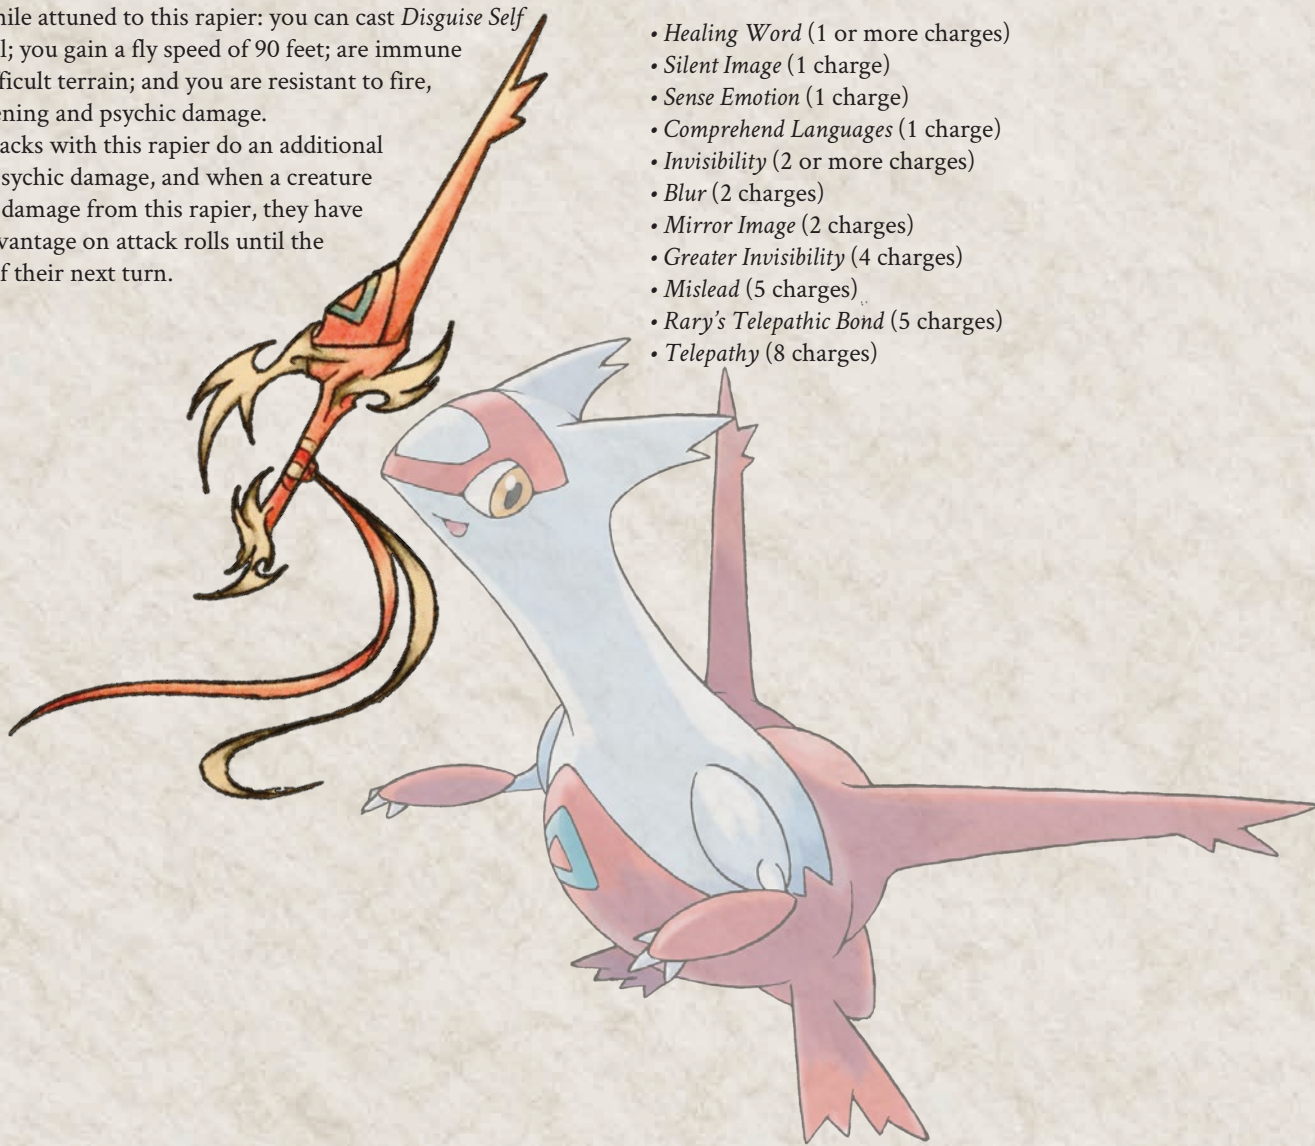 hile attuned to this rapier: you can cast Disguise Self
l; you gain a fly speed of 90 feet; are immune
ficult terrain; and you are resistant to fire,
ening and psychic damage.
acks with this rapier do an additional
sychic damage, and when a creature
damage from this rapier, they have
vantage on attack rolls until the
f their next turn.
• Healing Word (1 or more charges)
• Silent Image (1 charge)
• Sense Emotion (1 charge)
• Comprehend Languages (1 charge)
• Invisibility (2 or more charges)
• Blur (2 charges)
• Mirror Image (2 charges)
• Greater Invisibility (4 charges)
• Mislead (5 charges)
• Rary’s Telepathic Bond (5 charges)
• Telepathy (8 charges)